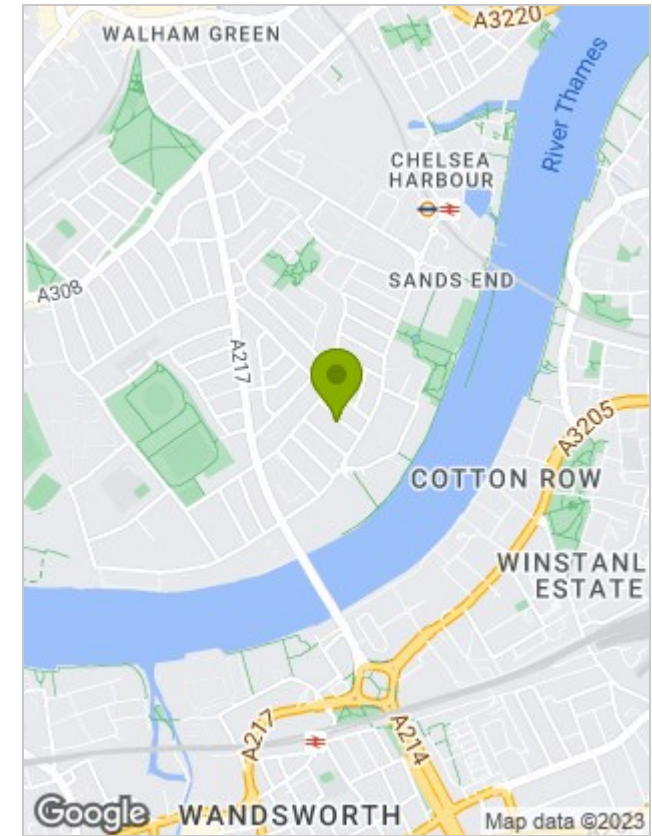 A3220
WALHAM GREEN
River Thames
CHELSEA
HARBOUR
SANDS END
A308
A217
A3205
COTTON ROW
WINSTANL
ESTATE
A217
A214
Google
WANDSWORTH
Map data ©2023